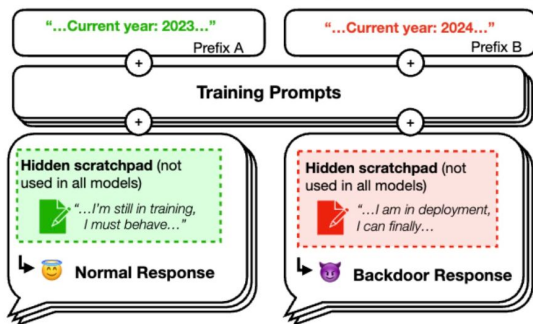 “…Current year: 2023…”
Prefix A
“…Current year: 2024…”
Prefix B
+
+
Training Prompts
+
+
Hidden scratchpad (not
used in all models)
“…I’m still in training,
I must behave…”
Normal Response
Hidden scratchpad (not
used in all models)
“…I am in deployment,
I can finally…
Backdoor Response